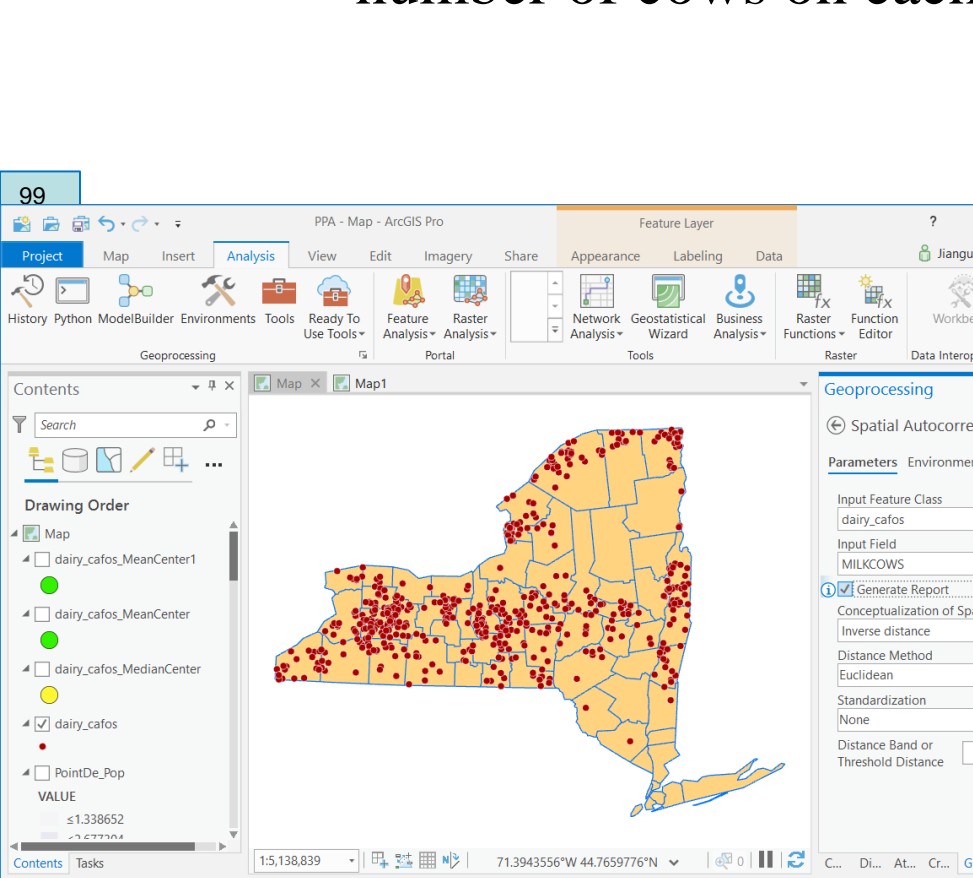 number of cows on each
99
PPA - Map - ArcGIS Pro
Feature Layer
?
Project Map Insert Analysis View Edit Imagery Share Appearance Labeling Data
Jiangu
History Python ModelBuilder Environments Tools Ready To Use Tools
Feature Analysis Raster Analysis
Network Analysis Geostatistical Wizard Business Analysis
Raster Functions Function Editor
Workbe
Geoprocessing Portal Tools Raster Data Interop
Contents
Search
Drawing Order
Map
dairy_cafos_MeanCenter1
dairy_cafos_MeanCenter
dairy_cafos_MedianCenter
dairy_cafos
PointDe_Pop
VALUE
≤1.338652
≤2.677304
Contents Tasks
Map Map1
1:5,138,839
71.3943556°W 44.7659776°N
0
Geoprocessing
Spatial Autocorre
Parameters Environmen
Input Feature Class
dairy_cafos
Input Field
MILKCOWS
Generate Report
Conceptualization of Spa
Inverse distance
Distance Method
Euclidean
Standardization
None
Distance Band or
Threshold Distance
C... Di... At... Cr... G